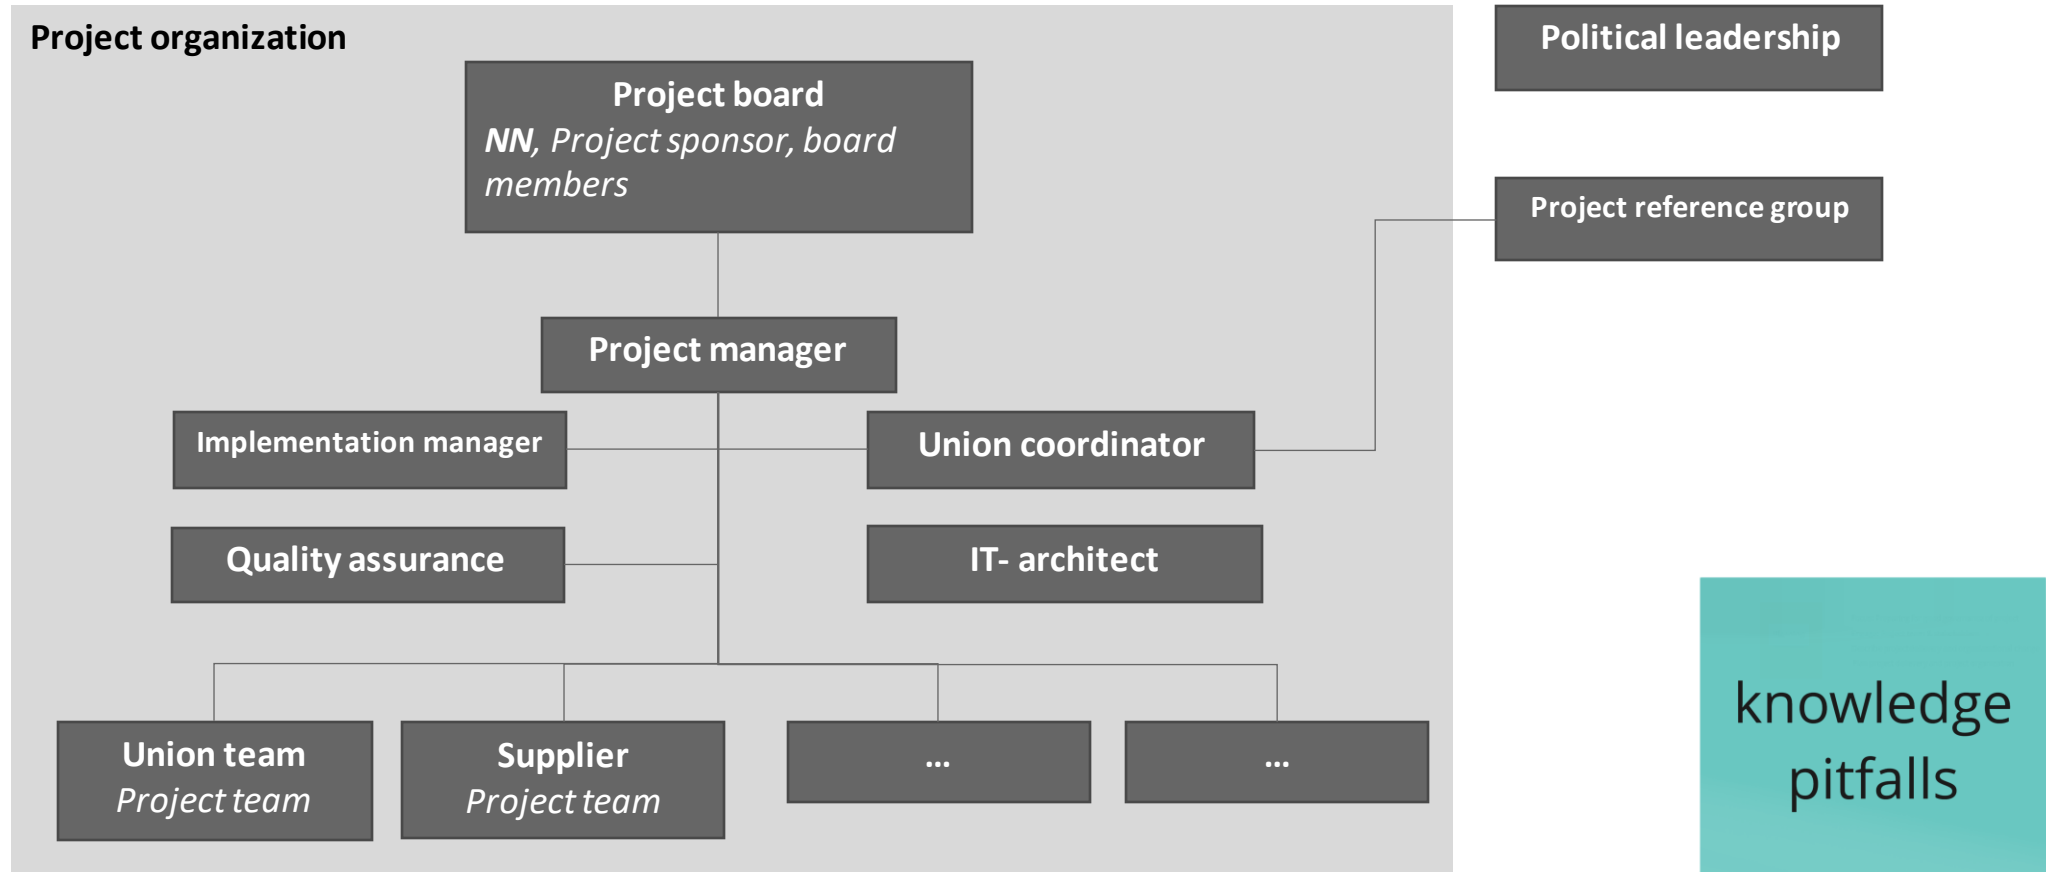 Project organization
Political leadership
Project board
NN, Project sponsor, board
members
Project reference group
Project manager
Implementation manager
Union coordinator
Quality assurance
IT- architect
Union team
Project team
Supplier
Project team
...
...
knowledge
pitfalls